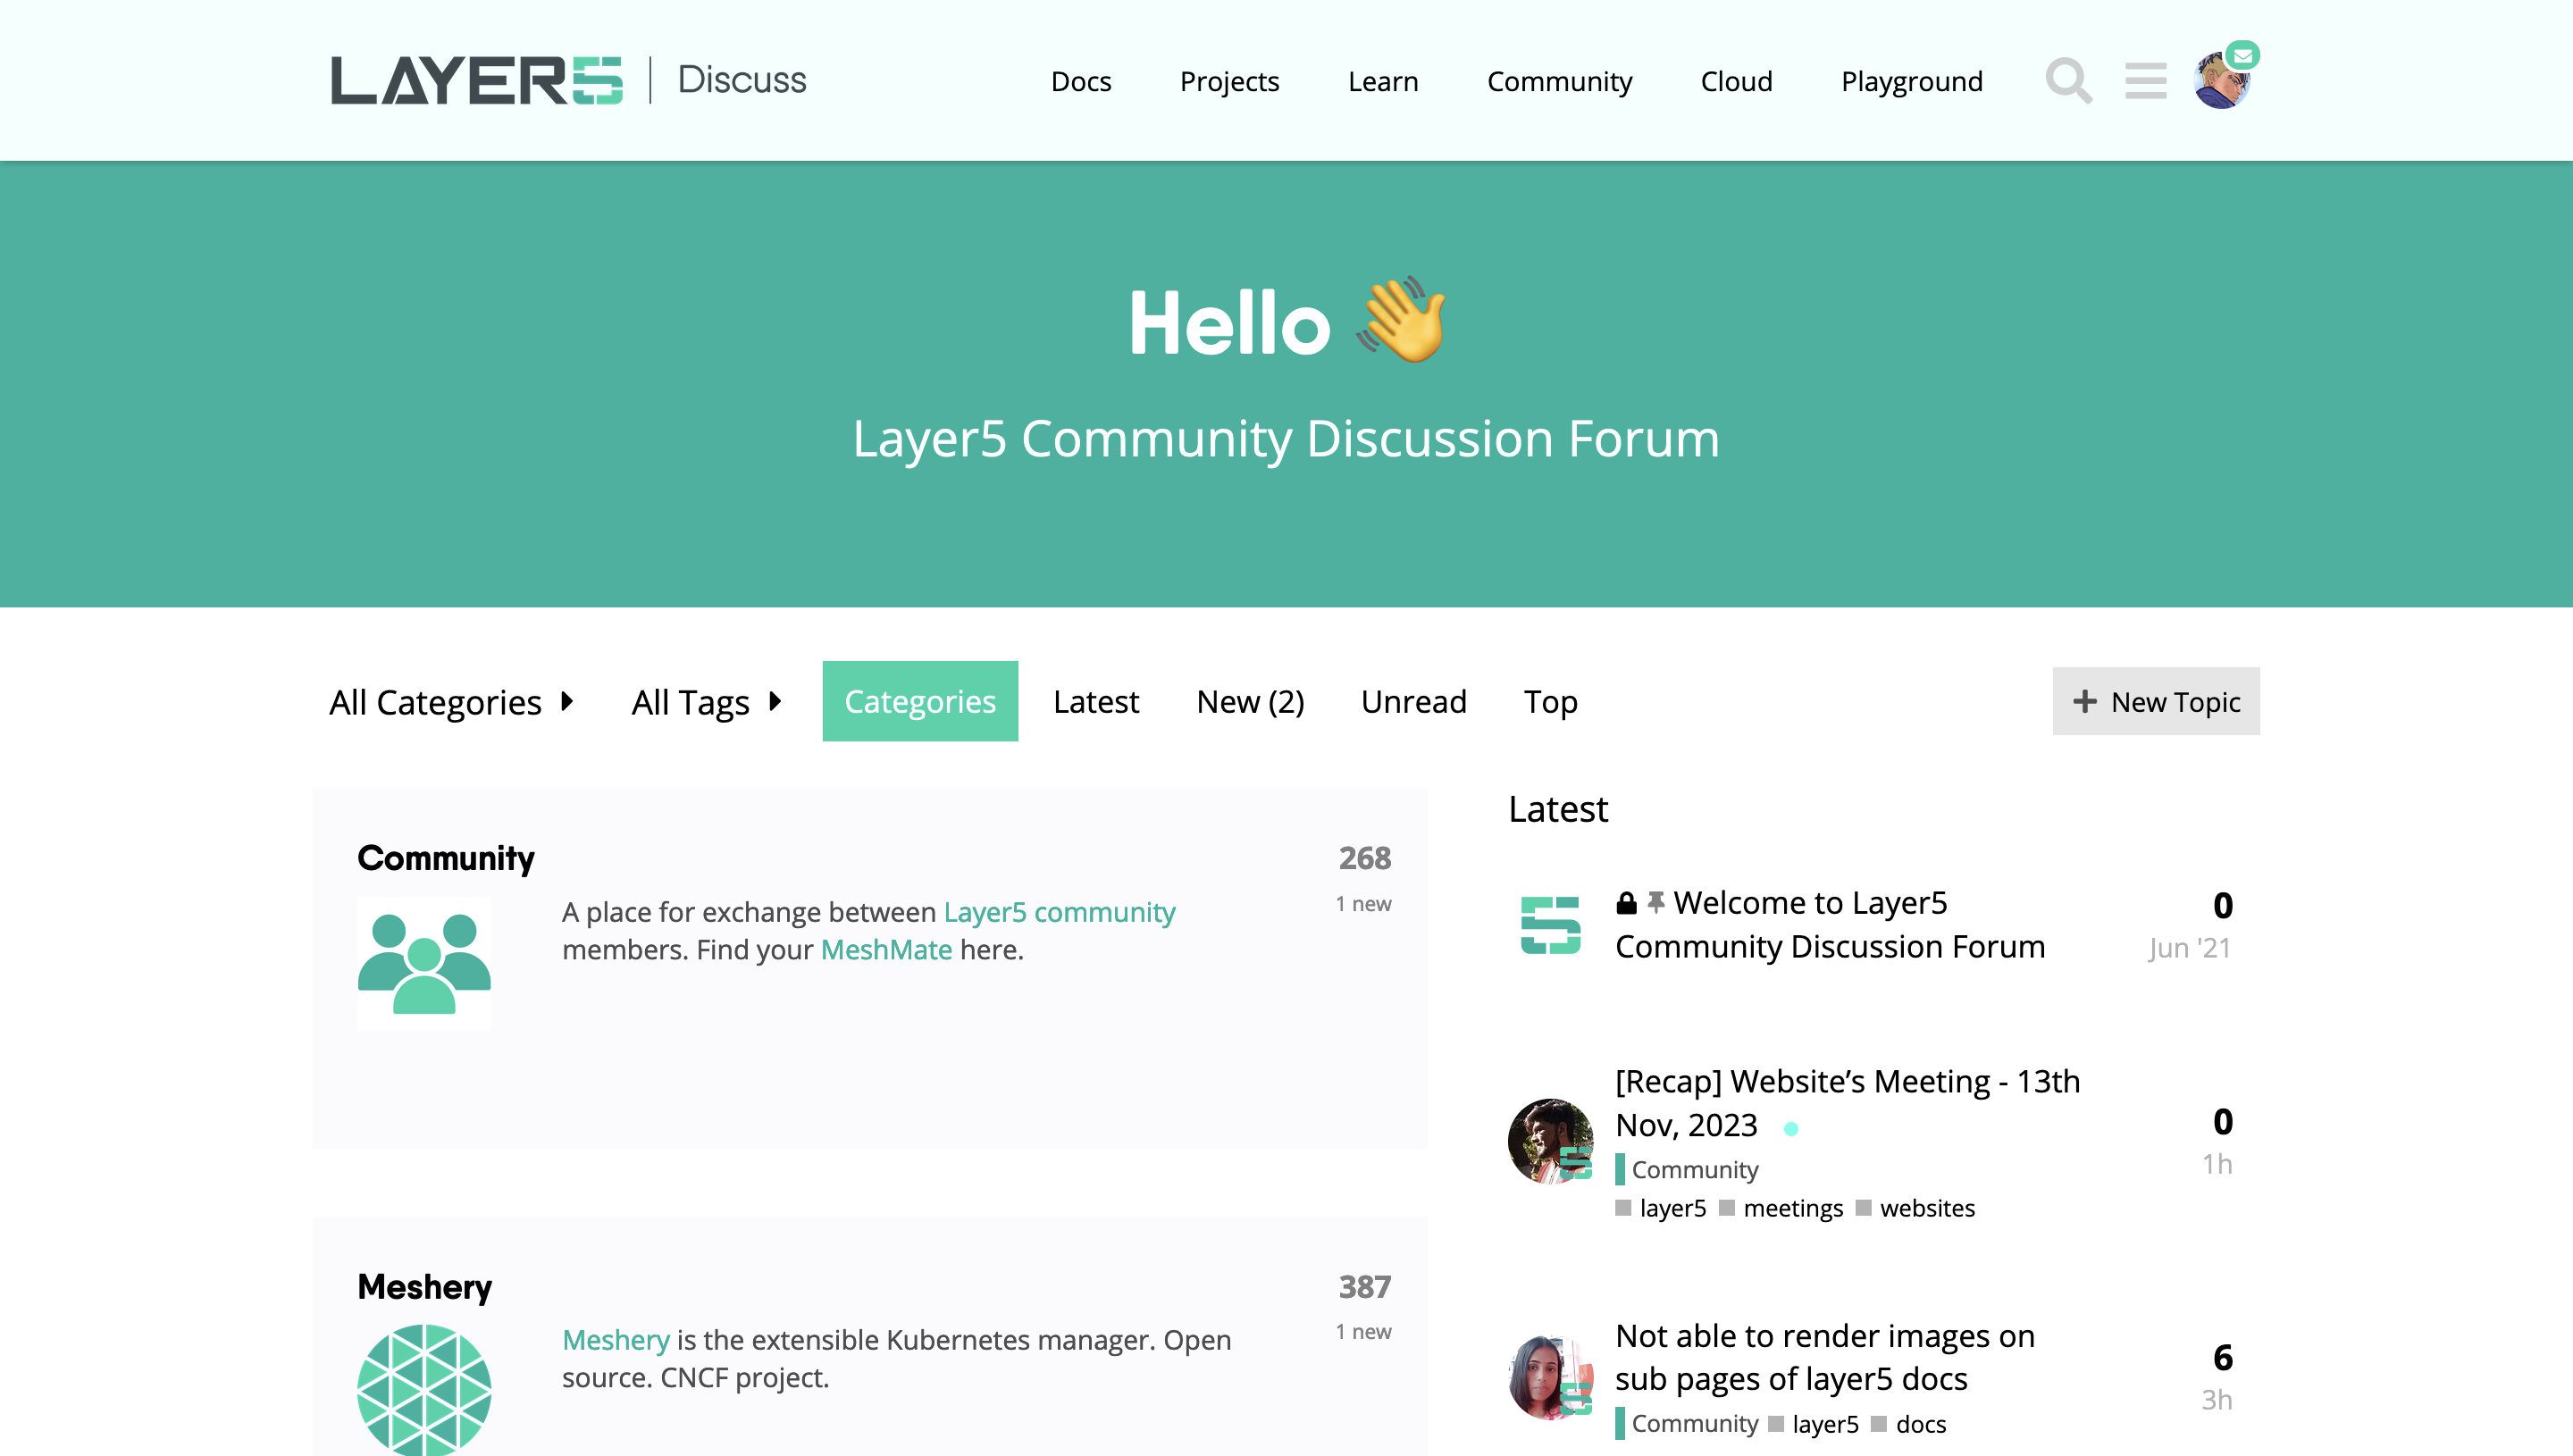 LAYER5 | Discuss
Docs Projects Learn Community Cloud Playground
Hello 👋
Layer5 Community Discussion Forum
All Categories All Tags Categories Latest New (2) Unread Top
+ New Topic
Community
268
1 new
A place for exchange between Layer5 community
members. Find your MeshMate here.
Meshery
387
1 new
Meshery is the extensible Kubernetes manager. Open
source. CNCF project.
Latest
Welcome to Layer5
Community Discussion Forum
0
Jun '21
[Recap] Website’s Meeting - 13th
Nov, 2023
Community
layer5 meetings websites
0
1h
Not able to render images on
sub pages of layer5 docs
Community layer5 docs
6
3h